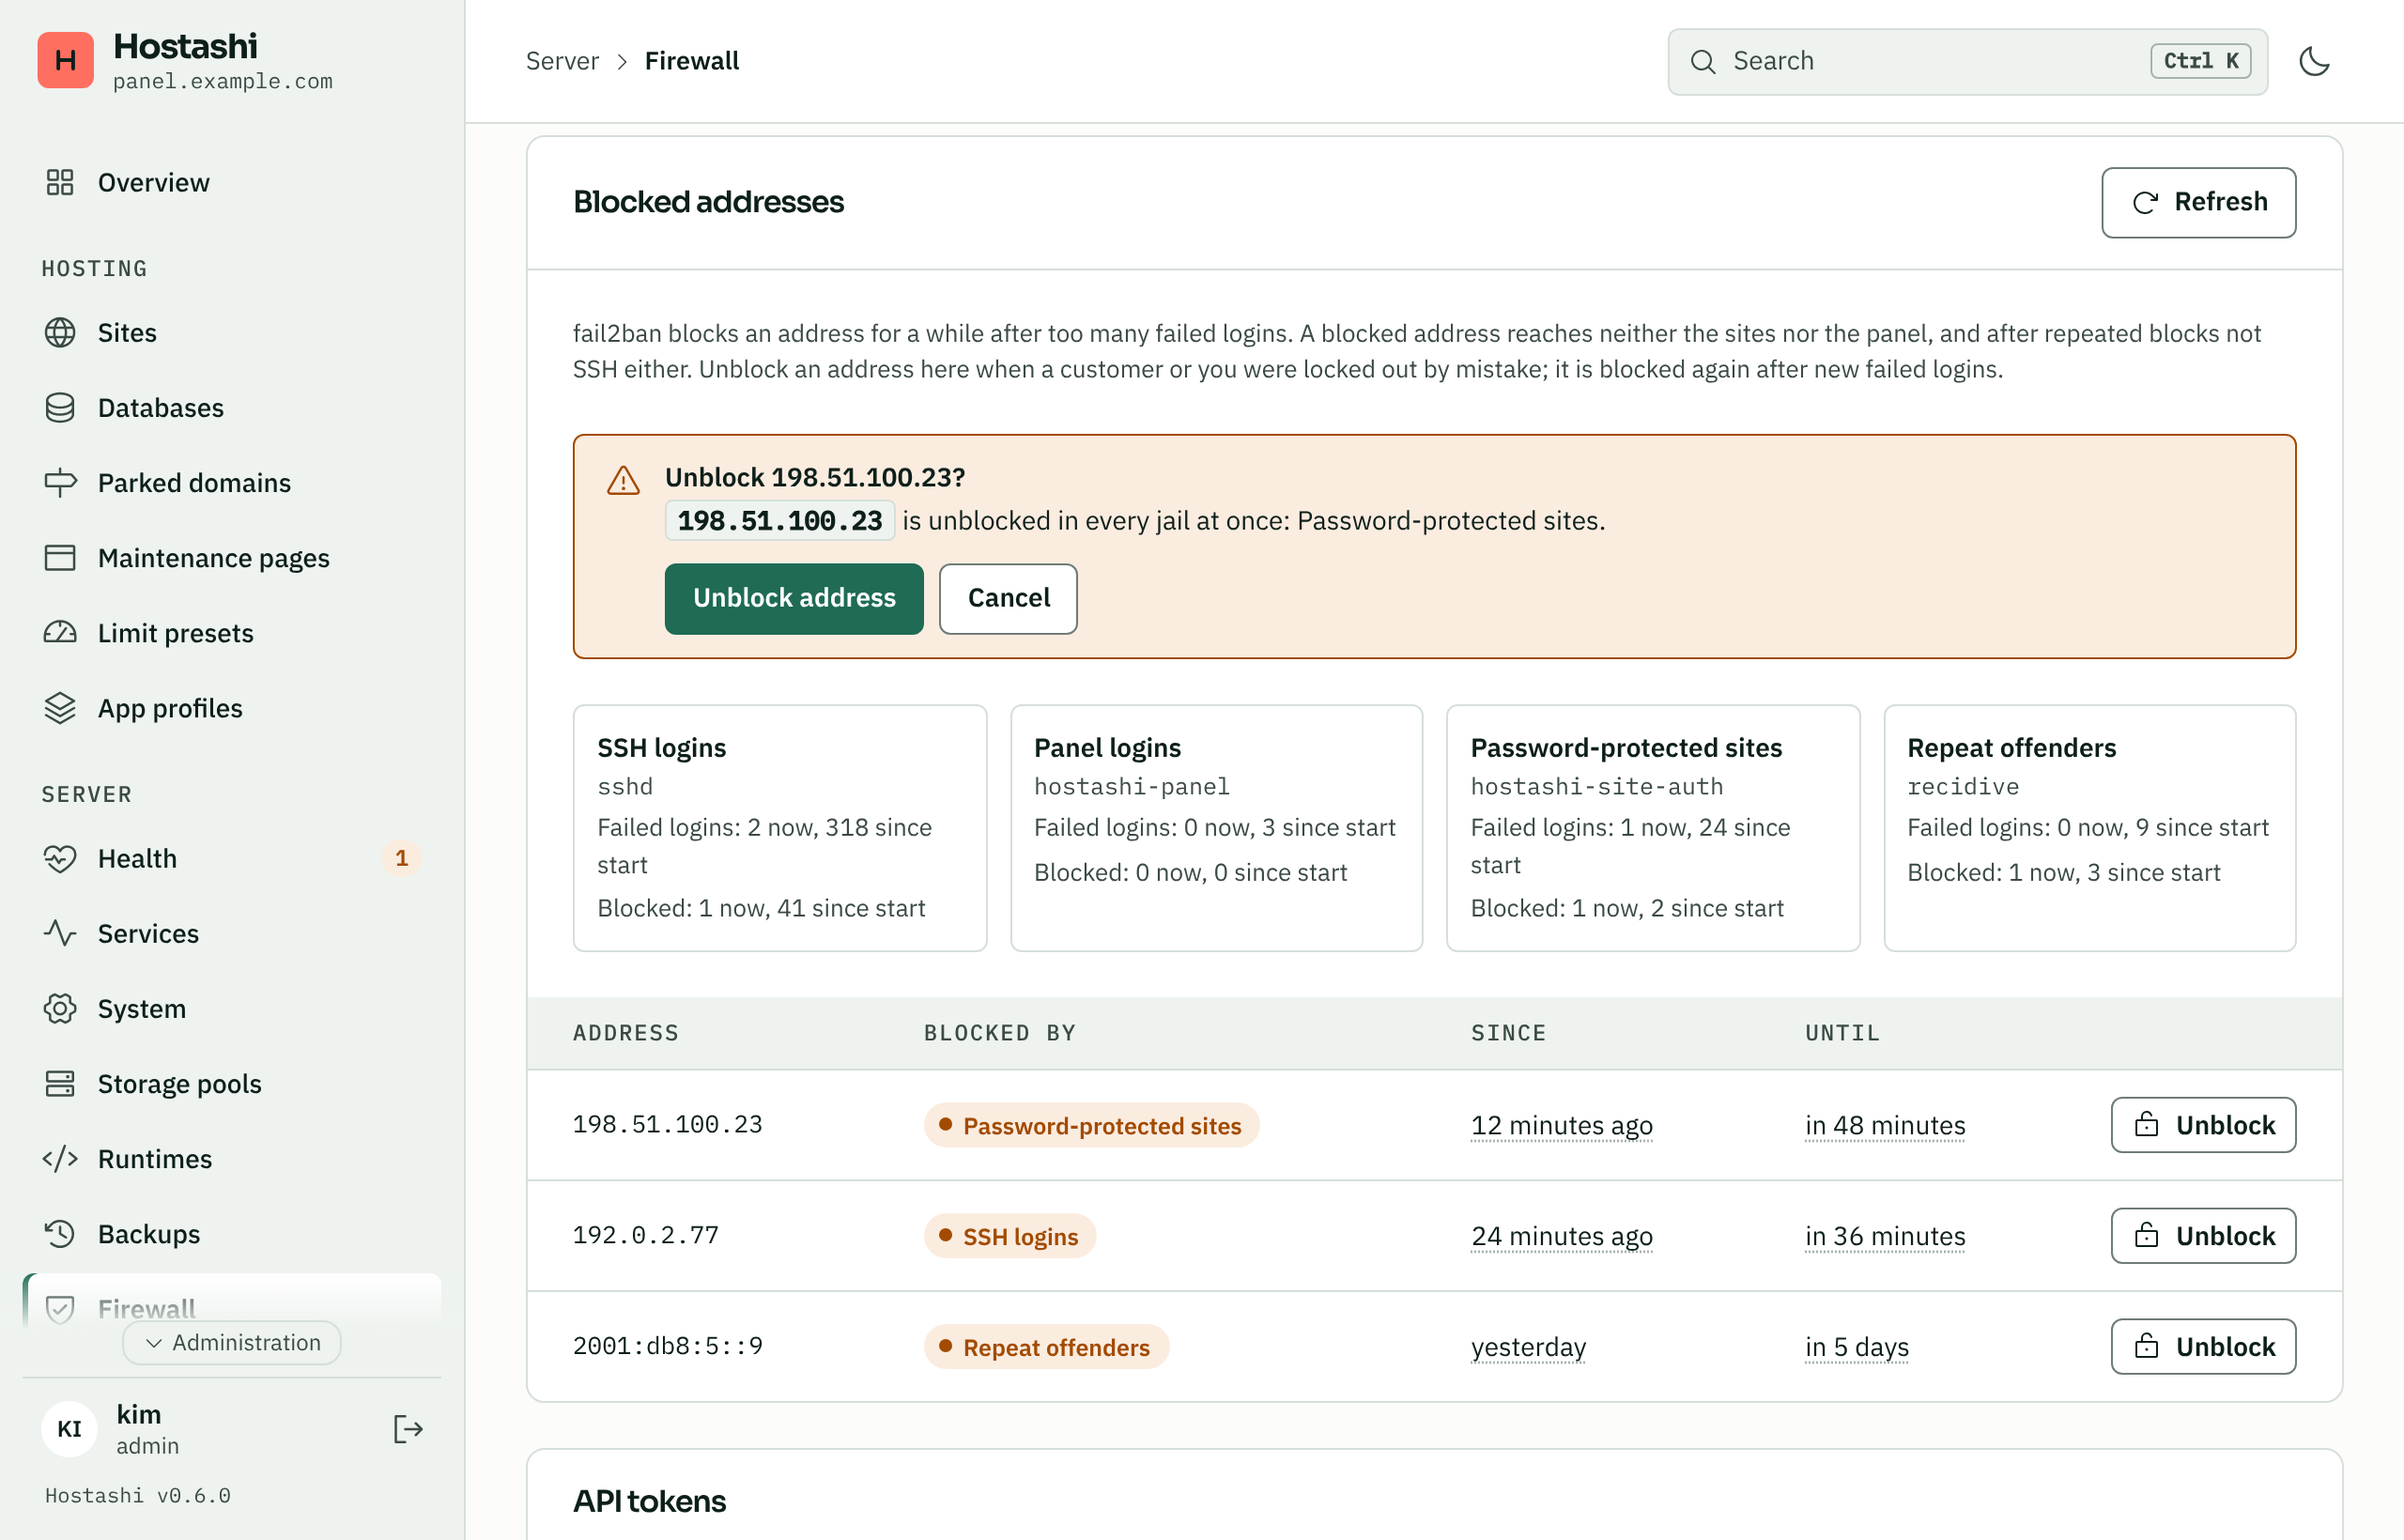 H
Hostashi
panel.example.com
Overview
HOSTING
Sites
Databases
Parked domains
Maintenance pages
Limit presets
App profiles
SERVER
Health
1
Services
System
Storage pools
Runtimes
Backups
Firewall
Administration
KI
kim
admin
Hostashi v0.6.0
Server
Firewall
Search
Ctrl K
Blocked addresses
Refresh
fail2ban blocks an address for a while after too many failed logins. A blocked address reaches neither the sites nor the panel, and after repeated blocks not
SSH either. Unblock an address here when a customer or you were locked out by mistake; it is blocked again after new failed logins.
Unblock 198.51.100.23?
198.51.100.23 is unblocked in every jail at once: Password-protected sites.
Unblock address
Cancel
SSH logins
sshd
Failed logins: 2 now, 318 since
start
Blocked: 1 now, 41 since start
Panel logins
hostashi-panel
Failed logins: 0 now, 3 since start
Blocked: 0 now, 0 since start
Password-protected sites
hostashi-site-auth
Failed logins: 1 now, 24 since
start
Blocked: 1 now, 2 since start
Repeat offenders
recidive
Failed logins: 0 now, 9 since start
Blocked: 1 now, 3 since start
ADDRESS BLOCKED BY SINCE UNTIL
198.51.100.23 Password-protected sites 12 minutes ago in 48 minutes Unblock
192.0.2.77 SSH logins 24 minutes ago in 36 minutes Unblock
2001:db8:5::9 Repeat offenders yesterday in 5 days Unblock
API tokens